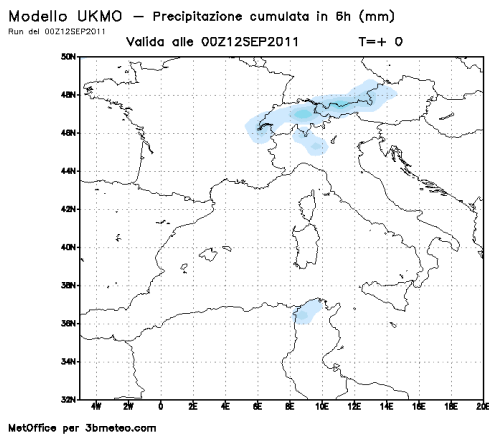 Modello UKMO – Precipitazione cumulata in 6h (mm)
Run del 00Z12SEP2011
Valida alle 00Z12SEP2011 T=+ 0
50N
48N
46N
44N
42N
40N
38N
36N
34N
32N
4W 2W 0 2E 4E 6E 8E 10E 12E 14E 16E 18E 20E
MetOffice per 3bmeteo.com